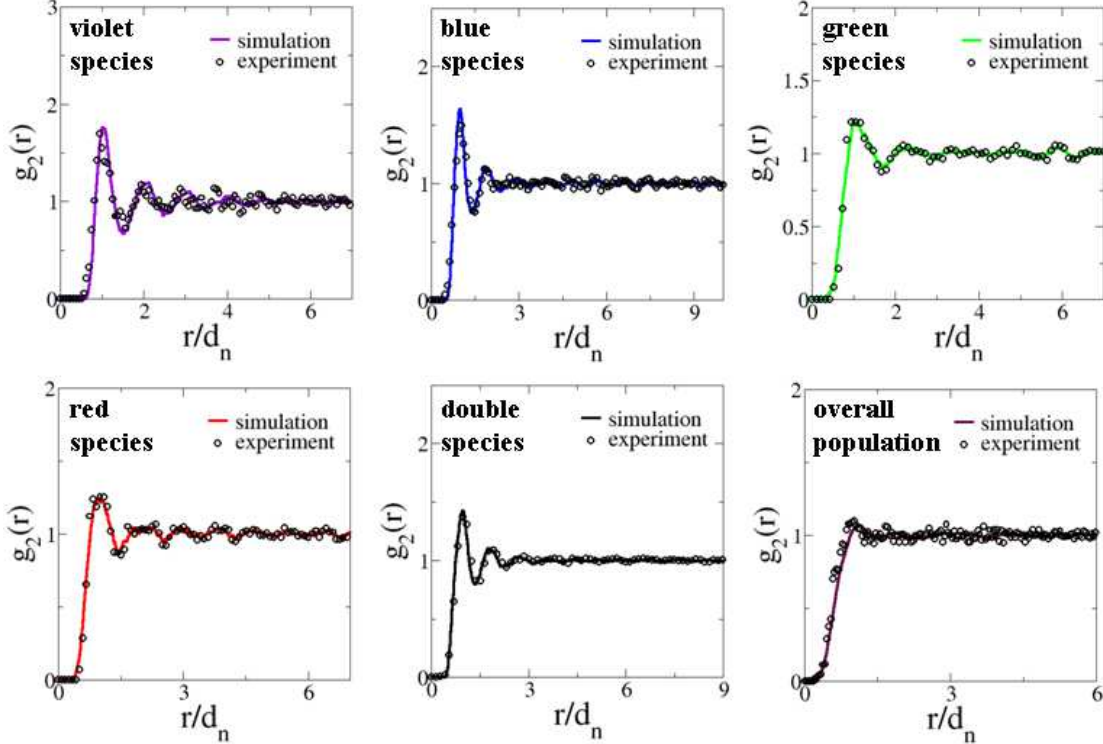 violet
species
simulation
experiment
3
2
1
0
g₂(r)
0
2
4
6
r/dₙ
blue
species
simulation
experiment
2
1
0
g₂(r)
0
3
6
9
r/dₙ
green
species
simulation
experiment
2
1.5
1
0.5
0
g₂(r)
0
2
4
6
r/dₙ
red
species
simulation
experiment
2
1
0
g₂(r)
0
3
6
r/dₙ
double
species
simulation
experiment
2
1
0
g₂(r)
0
3
6
9
r/dₙ
overall
population
simulation
experiment
2
1
0
g₂(r)
0
3
6
r/dₙ